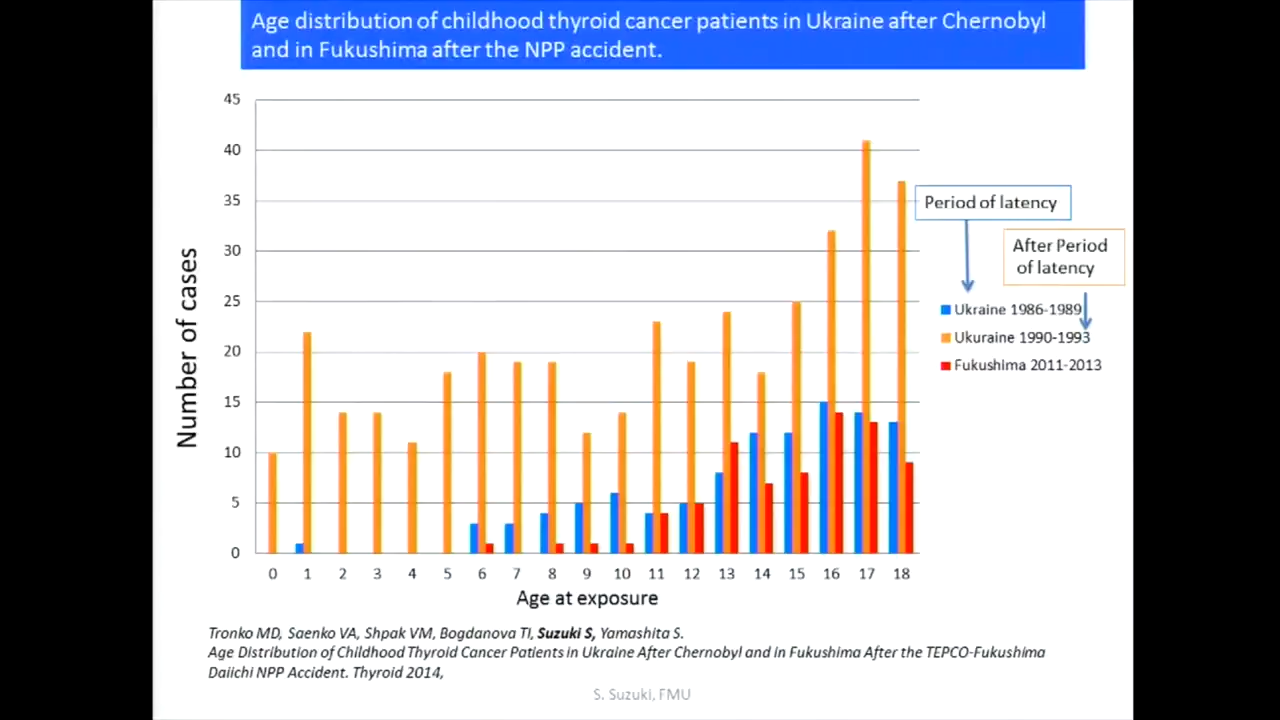 Age distribution of childhood thyroid cancer patients in Ukraine after Chernobyl
and in Fukushima after the NPP accident.
45
40
35
30
25
20
15
10
5
0
Number of cases
0 1 2 3 4 5 6 7 8 9 10 11 12 13 14 15 16 17 18
Age at exposure
Period of latency
After Period
of latency
Ukraine 1986-1989
Ukuraine 1990-1993
Fukushima 2011-2013
Tronko MD, Saenko VA, Shpak VM, Bogdanova TI, Suzuki S, Yamashita S.
Age Distribution of Childhood Thyroid Cancer Patients in Ukraine After Chernobyl and in Fukushima After the TEPCO-Fukushima
Daiichi NPP Accident. Thyroid 2014,
S. Suzuki, FMU